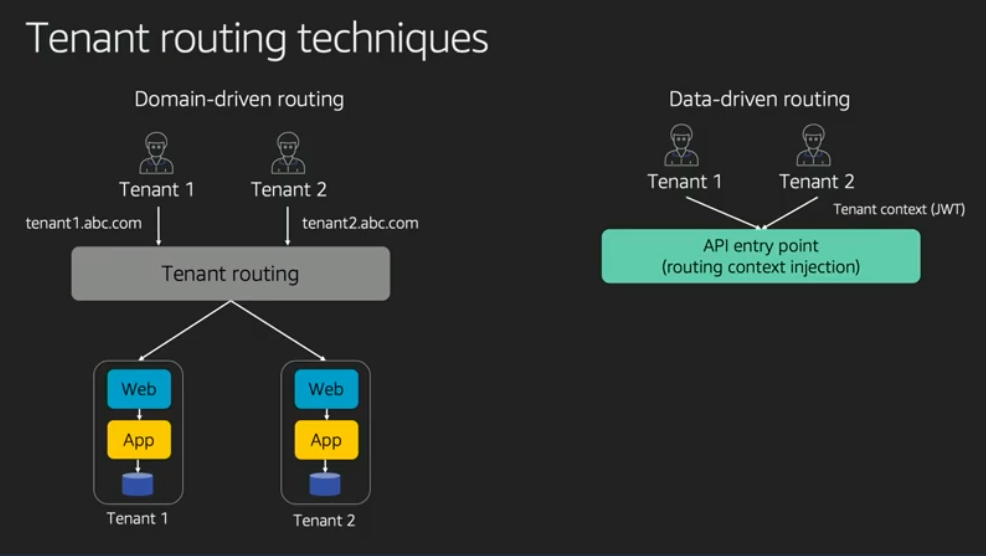 Tenant routing techniques
Domain-driven routing
Tenant 1
Tenant 2
tenant1.abc.com
tenant2.abc.com
Tenant routing
Web
App
Tenant 1
Web
App
Tenant 2
Data-driven routing
Tenant 1
Tenant 2
Tenant context (JWT)
API entry point
(routing context injection)